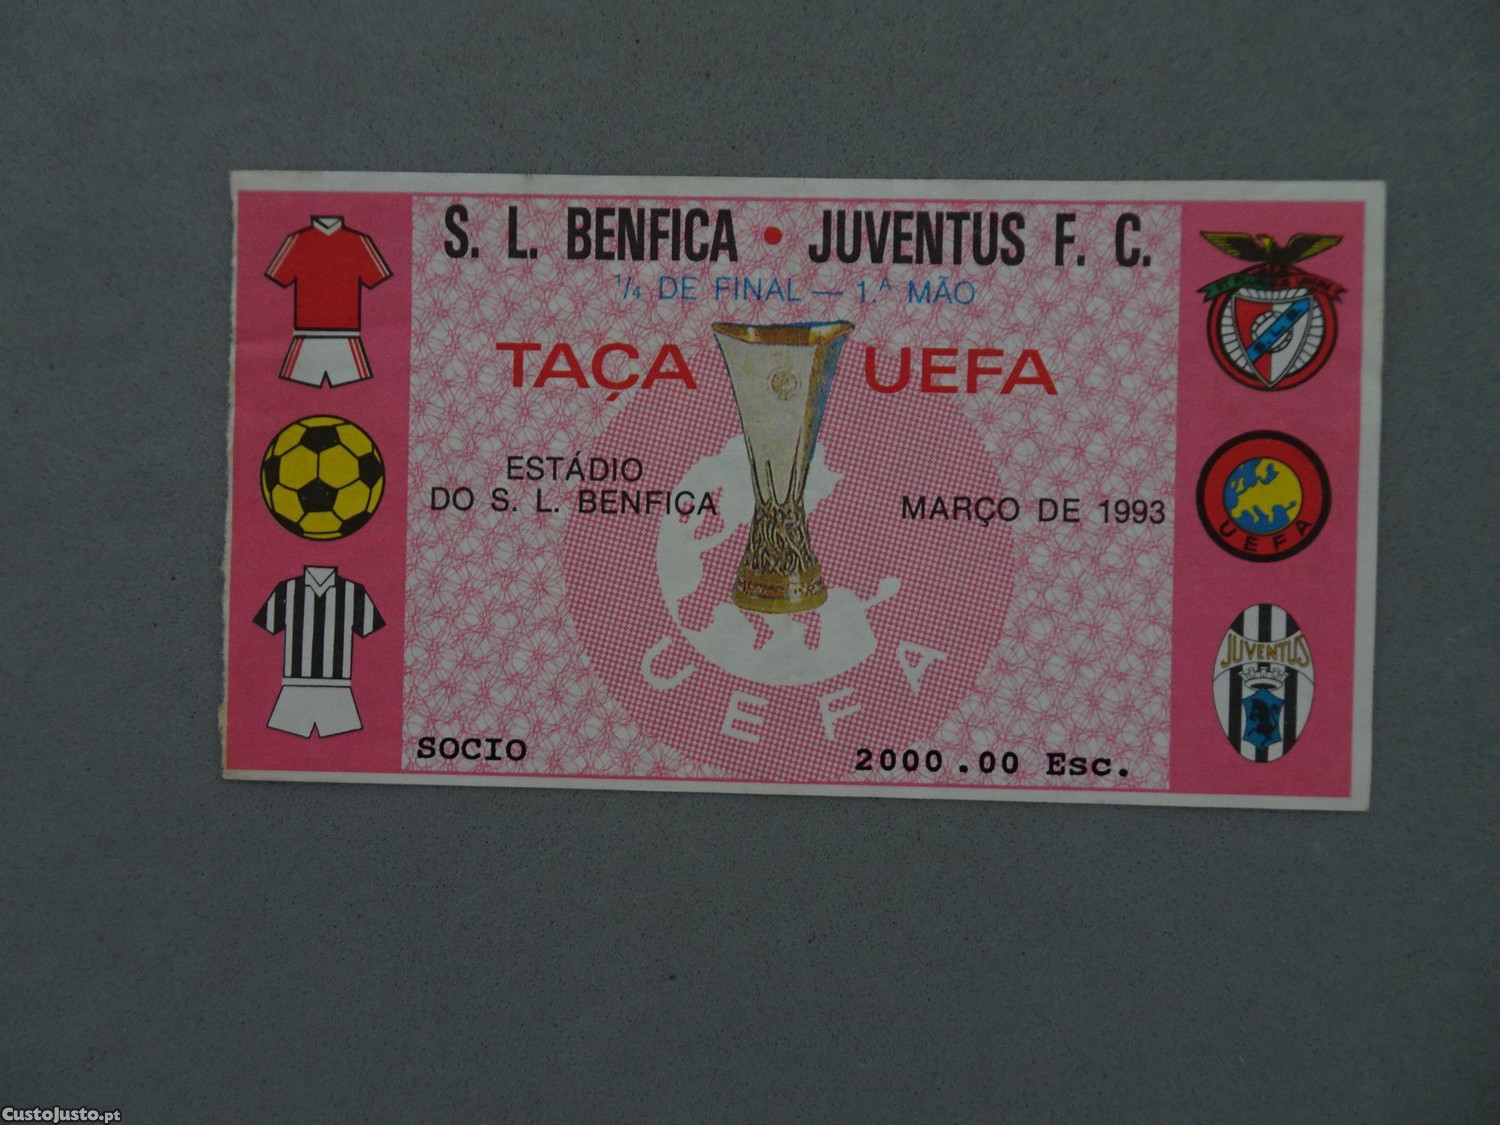 S. L. BENFICA • JUVENTUS F. C.
1/4 DE FINAL — 1.ª MÃO
TAÇA UEFA
ESTÁDIO
DO S. L. BENFICA
MARÇO DE 1993
UEFA
SOCIO
2000.00 Esc.
UEFA
JUVENTUS
CustoJusto.pt